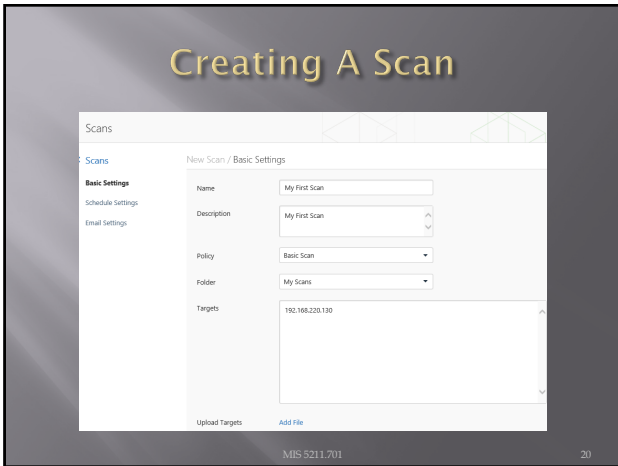 Creating A Scan
Scans
Scans
New Scan / Basic Settings
Basic Settings
Schedule Settings
Email Settings
Name
My First Scan
Description
My First Scan
Policy
Basic Scan
Folder
My Scans
Targets
192.168.220.130
Upload Targets
Add File
MIS 5211.701
20